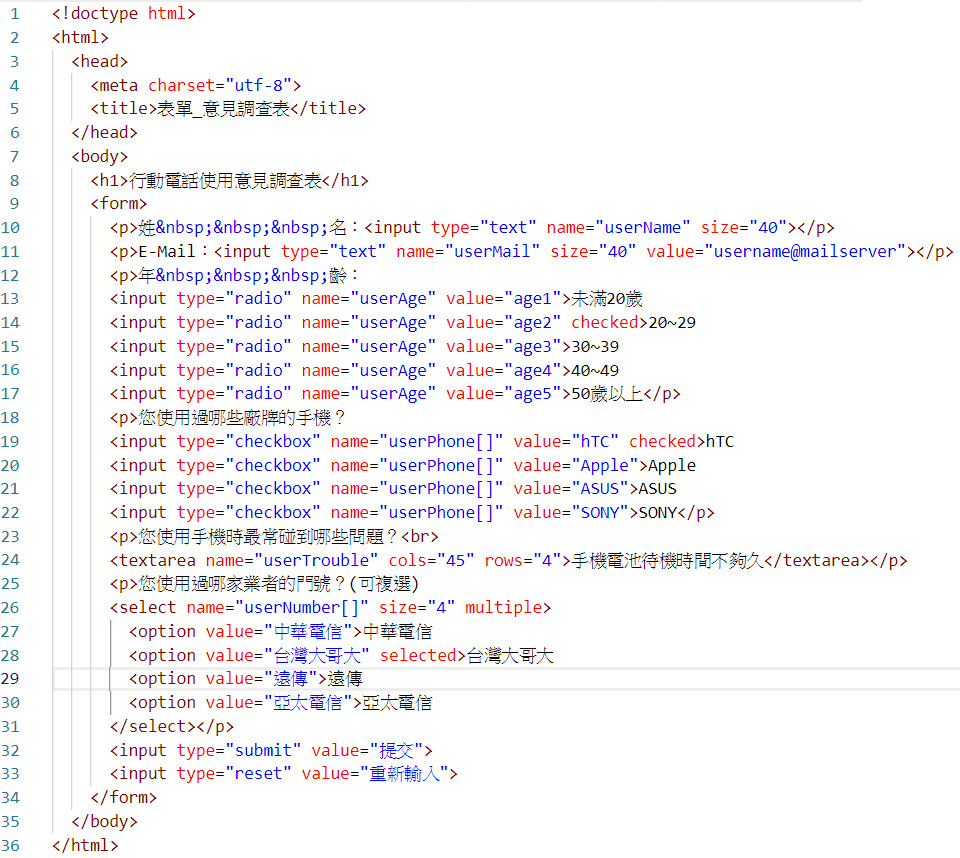 1 <!doctype html>
2 <html>
3 <head>
4 <meta charset="utf-8">
5 <title>表單_意見調查表</title>
6 </head>
7 <body>
8 <h1>行動電話使用意見調查表</h1>
9 <form>
10 <p>姓&nbsp;&nbsp;&nbsp;名：<input type="text" name="userName" size="40"></p>
11 <p>E-Mail：<input type="text" name="userMail" size="40" value="username@mailserver"></p>
12 <p>年&nbsp;&nbsp;&nbsp;齡：
13 <input type="radio" name="userAge" value="age1">未滿20歲
14 <input type="radio" name="userAge" value="age2" checked>20~29
15 <input type="radio" name="userAge" value="age3">30~39
16 <input type="radio" name="userAge" value="age4">40~49
17 <input type="radio" name="userAge" value="age5">50歲以上</p>
18 <p>您使用過哪些廠牌的手機？
19 <input type="checkbox" name="userPhone[]" value="hTC" checked>hTC
20 <input type="checkbox" name="userPhone[]" value="Apple">Apple
21 <input type="checkbox" name="userPhone[]" value="ASUS">ASUS
22 <input type="checkbox" name="userPhone[]" value="SONY">SONY</p>
23 <p>您使用手機時最常碰到哪些問題？<br>
24 <textarea name="userTrouble" cols="45" rows="4">手機電池待機時間不夠久</textarea></p>
25 <p>您使用過哪家業者的門號？(可複選)
26 <select name="userNumber[]" size="4" multiple>
27 <option value="中華電信">中華電信
28 <option value="台灣大哥大" selected>台灣大哥大
29 <option value="遠傳">遠傳
30 <option value="亞太電信">亞太電信
31 </select></p>
32 <input type="submit" value="提交">
33 <input type="reset" value="重新輸入">
34 </form>
35 </body>
36 </html>